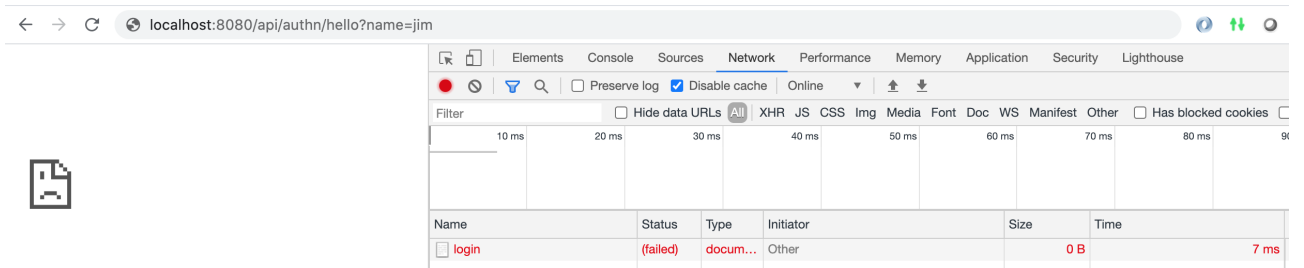 localhost:8080/api/authn/hello?name=jim
Elements Console Sources Network Performance Memory Application Security Lighthouse
Preserve log Disable cache Online
Filter Hide data URLs All XHR JS CSS Img Media Font Doc WS Manifest Other Has blocked cookies
10 ms 20 ms 30 ms 40 ms 50 ms 60 ms 70 ms 80 ms 90
Name Status Type Initiator Size Time
login (failed) docum... Other 0 B 7 ms